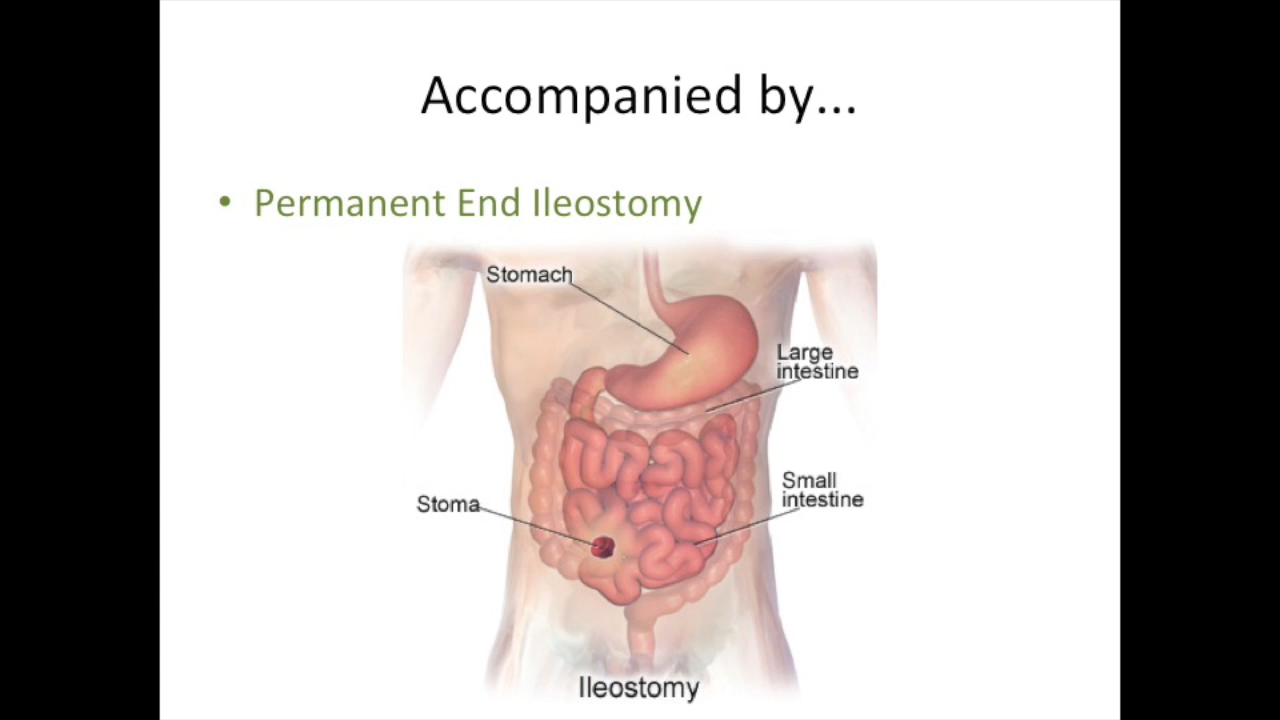 Accompanied by...
• Permanent End Ileostomy
Stomach
Large
intestine
Small
intestine
Stoma
Ileostomy